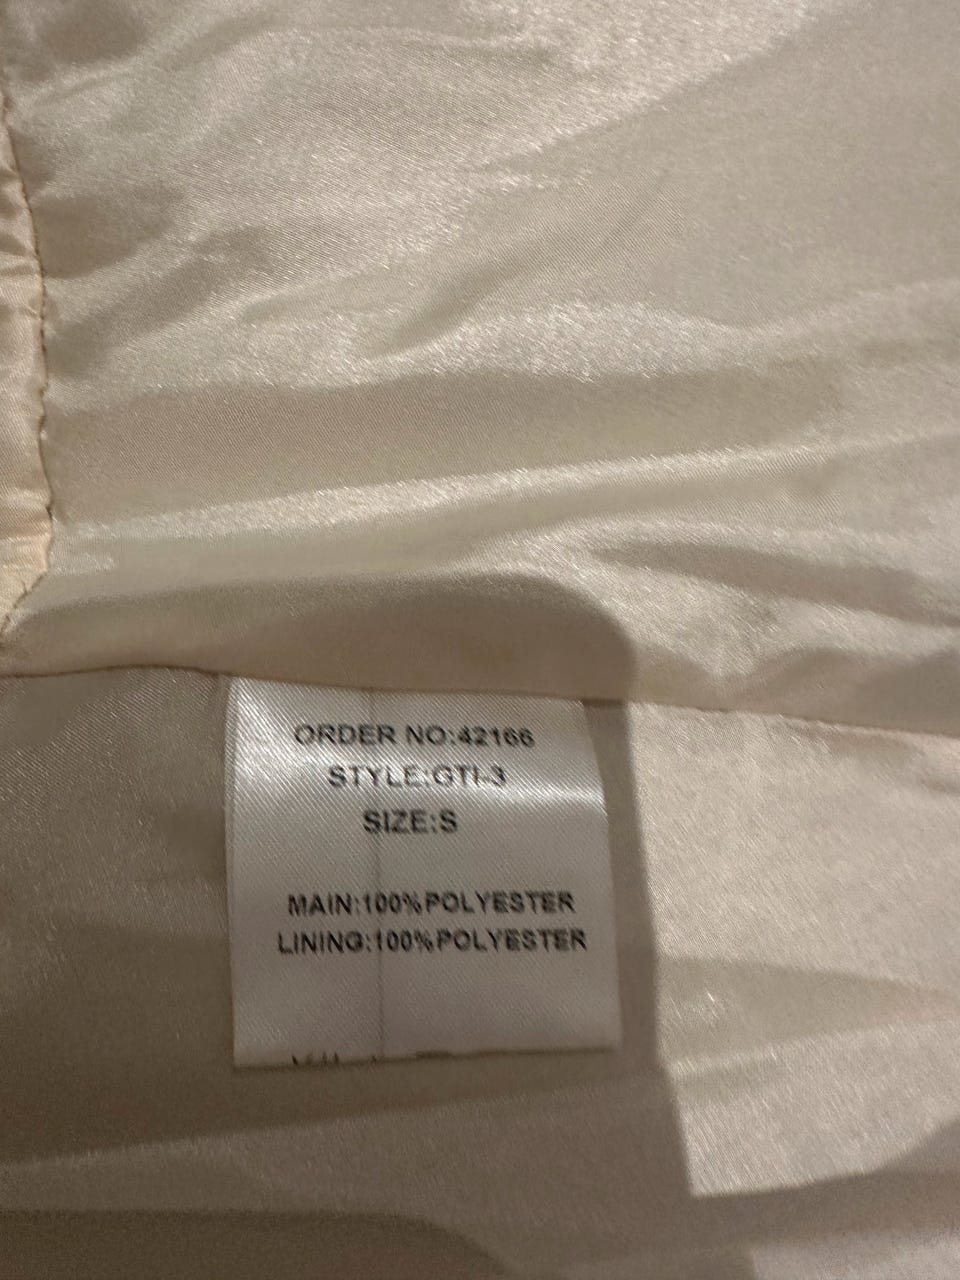 ORDER NO:42166
STYLE:GTI-3
SIZE:S
MAIN:100%POLYESTER
LINING:100%POLYESTER